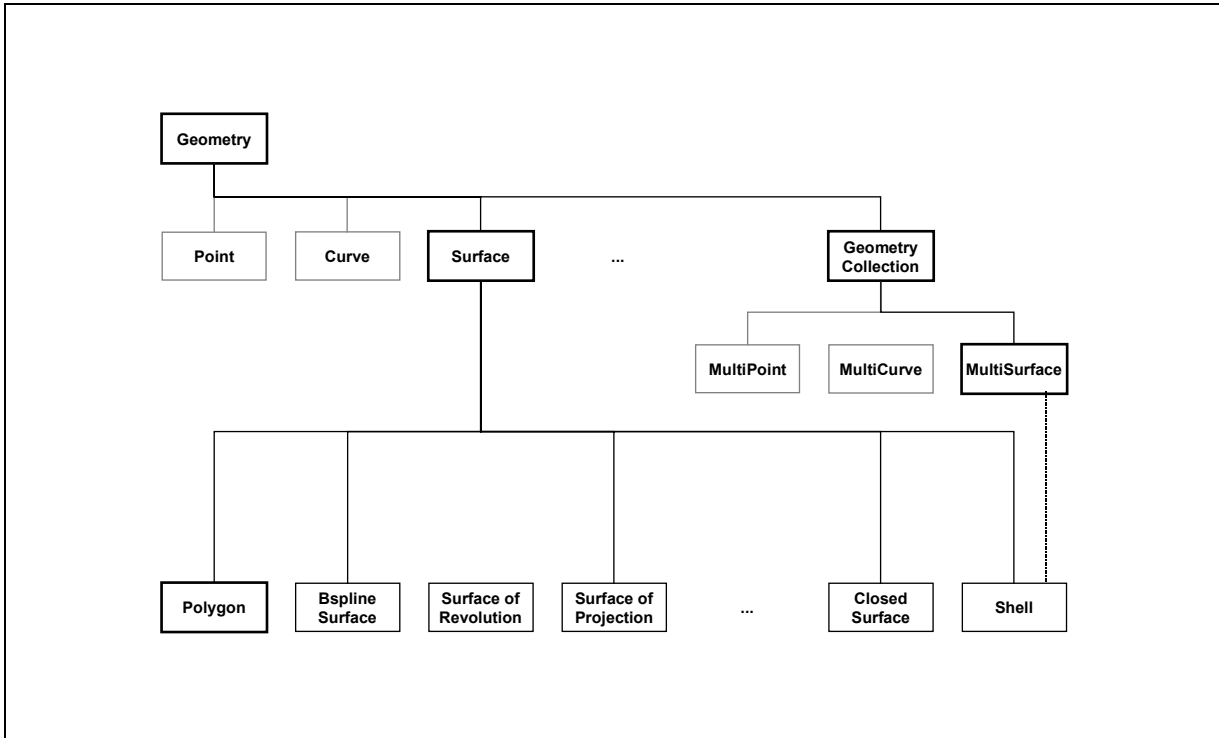 Geometry
Point
Curve
Surface
...
Geometry
Collection
MultiPoint
MultiCurve
MultiSurface
Polygon
Bspline
Surface
Surface of
Revolution
Surface of
Projection
...
Closed
Surface
Shell